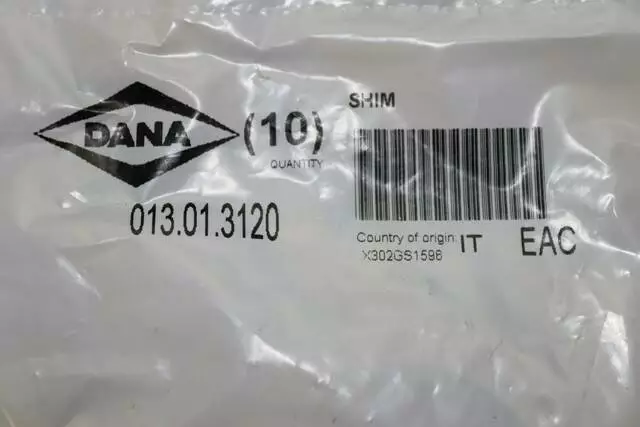 DANA
(10)
QUANTITY
013.01.3120
SHIM
Country of origin: IT
X302GS1596
EAC